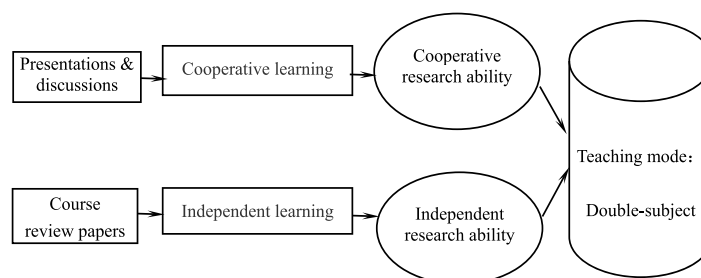 Presentations &
discussions
Cooperative learning
Cooperative
research ability
Teaching mode：
Double-subject
Course
review papers
Independent learning
Independent
research ability